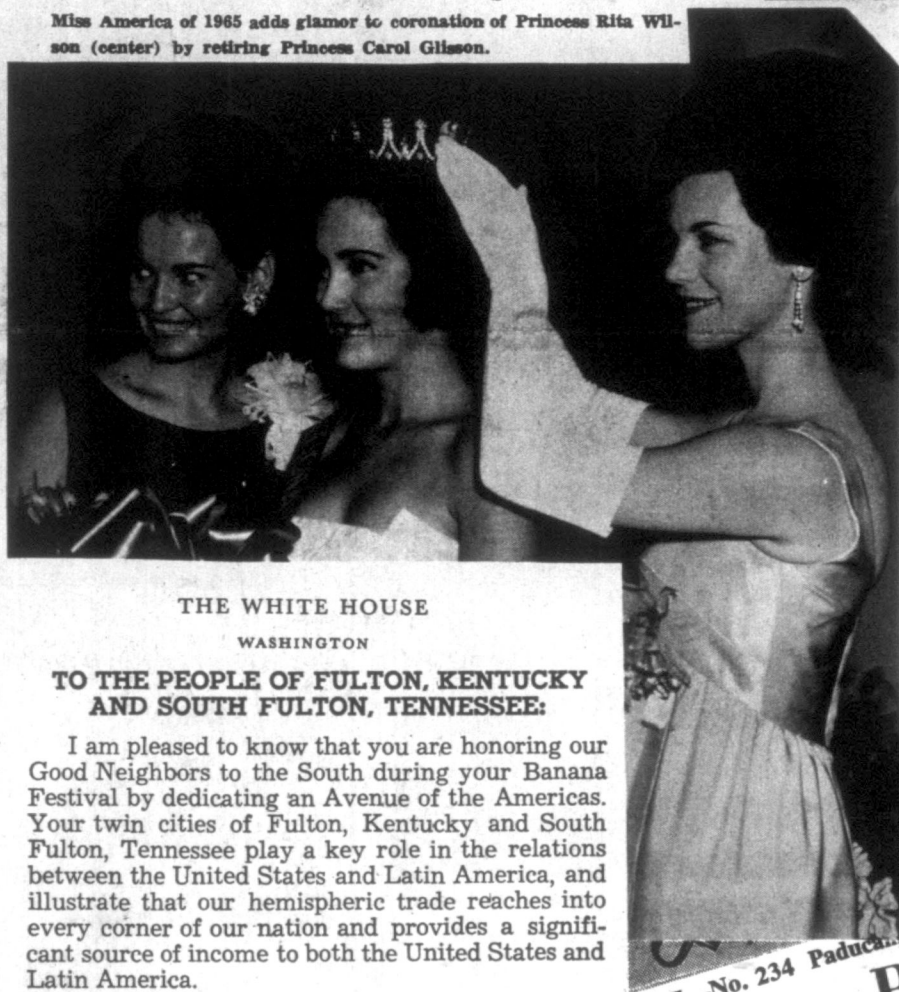 Miss America of 1965 adds glamor to coronation of Princess Rita Wil-
son (center) by retiring Princess Carol Glisson.
THE WHITE HOUSE
WASHINGTON
TO THE PEOPLE OF FULTON, KENTUCKY
AND SOUTH FULTON, TENNESSEE:
I am pleased to know that you are honoring our
Good Neighbors to the South during your Banana
Festival by dedicating an Avenue of the Americas.
Your twin cities of Fulton, Kentucky and South
Fulton, Tennessee play a key role in the relations
between the United States and Latin America, and
illustrate that our hemispheric trade reaches into
every corner of our nation and provides a signifi-
cant source of income to both the United States and
Latin America.
No. 234 Paduca